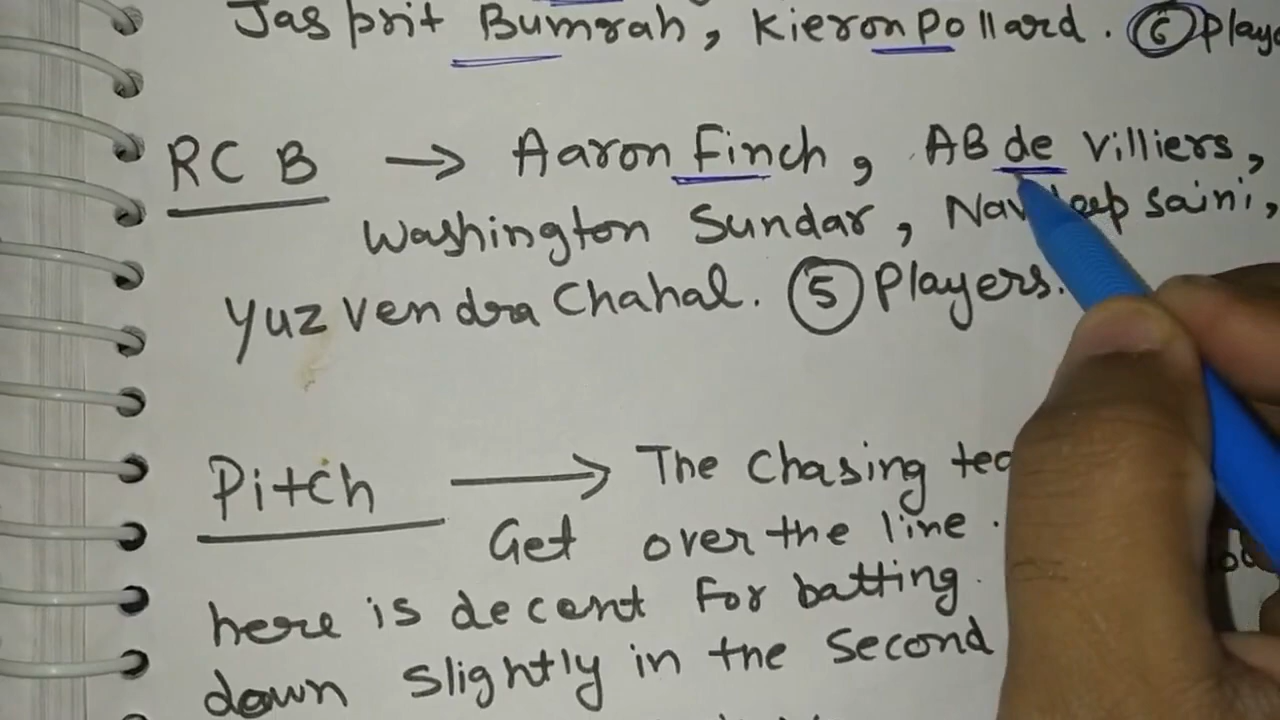 Jasprit Bumrah, Kieron Pollard. 6 Playe
RCB → Aaron Finch, AB de Villiers,
Washington Sundar, Navdeep Saini,
Yuzvendra Chahal. 5 Players.
Pitch → The Chasing tea
Get over the line.
here is decent For batting.
down slightly in the Second